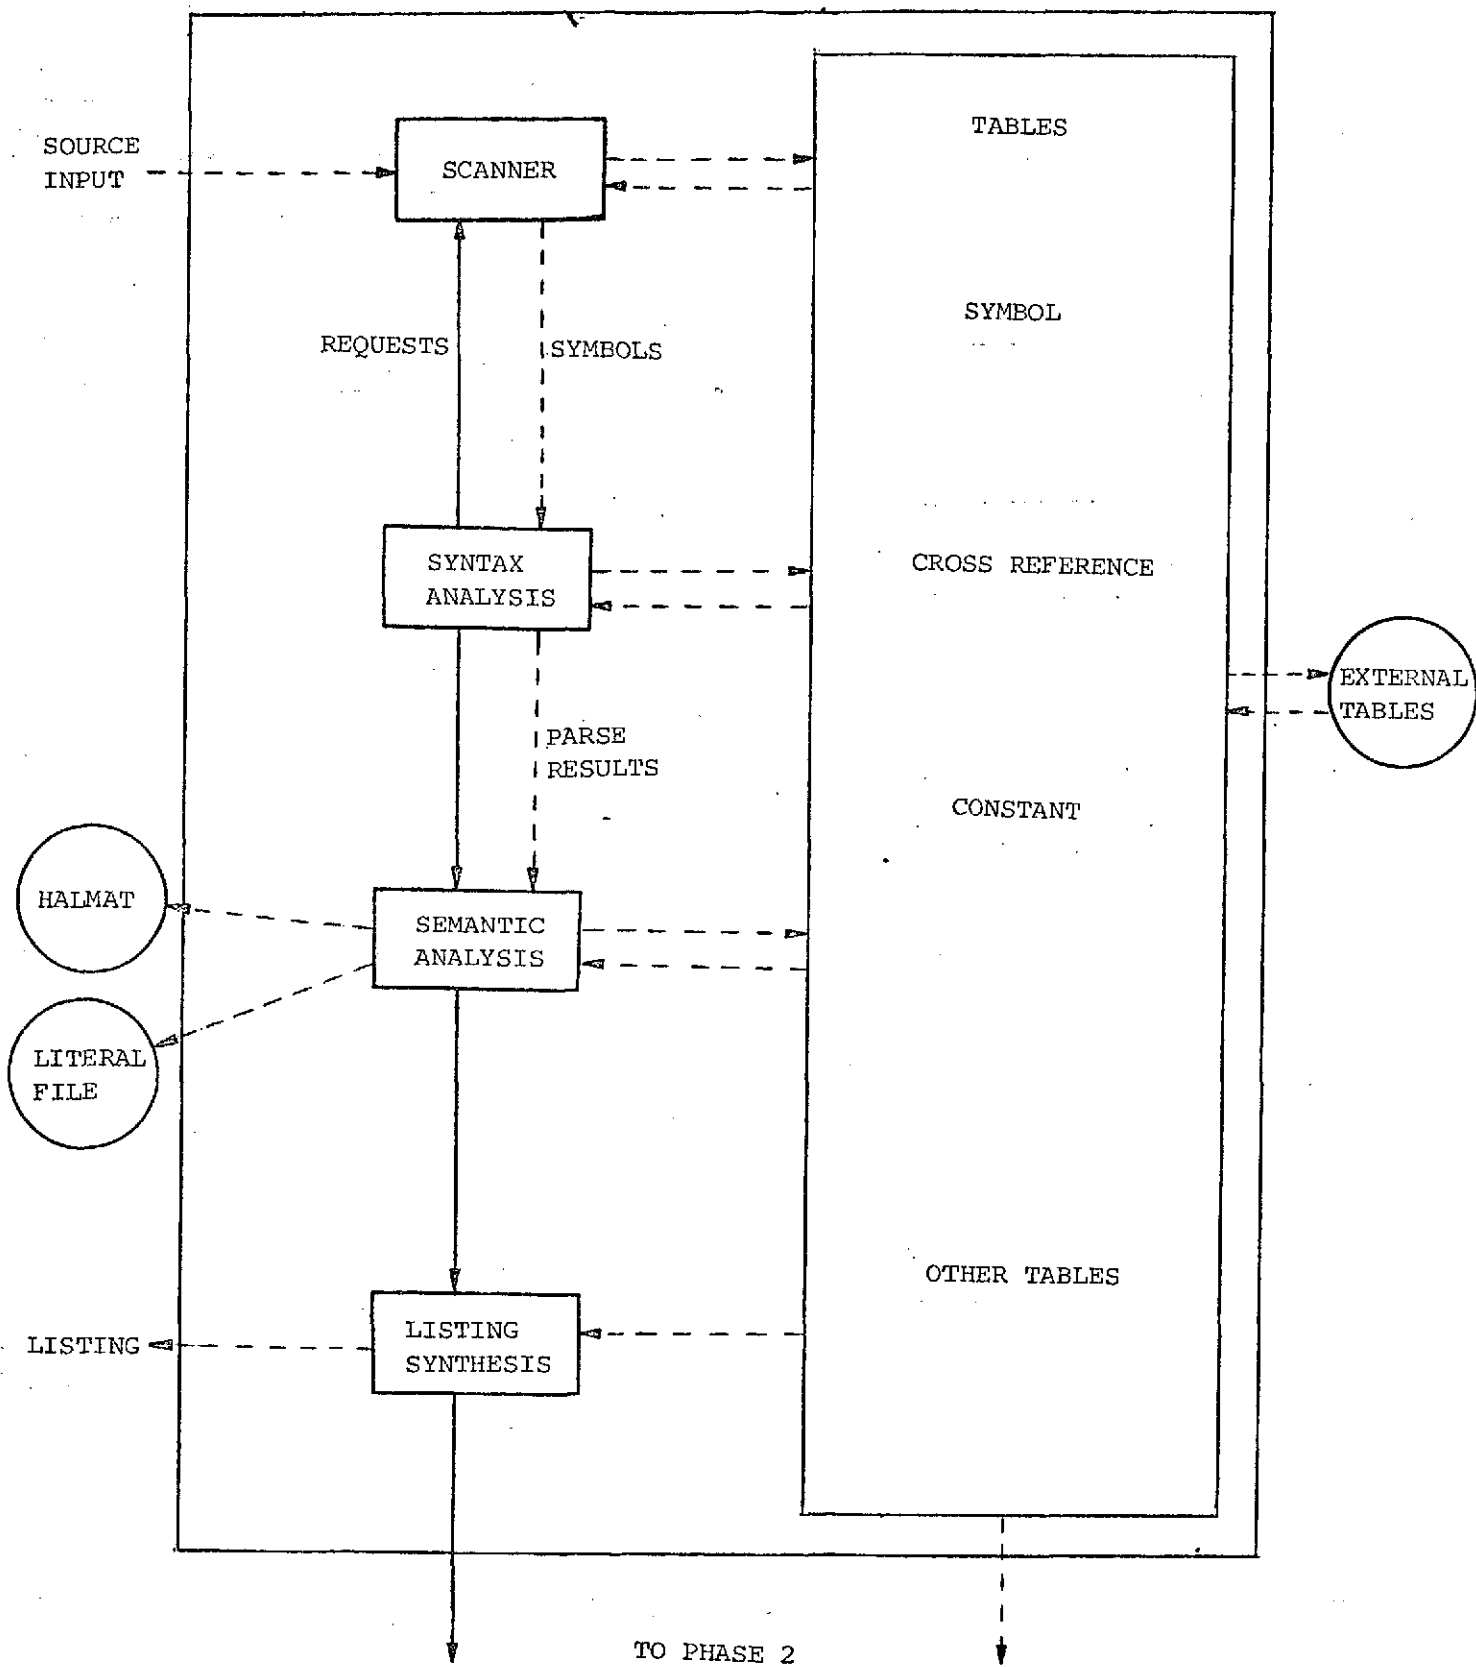 TABLES
SOURCE
INPUT
SCANNER
SYMBOL
REQUESTS
SYMBOLS
SYNTAX
ANALYSIS
CROSS REFERENCE
EXTERNAL
TABLES
PARSE
RESULTS
CONSTANT
HALMAT
SEMANTIC
ANALYSIS
LITERAL
FILE
OTHER TABLES
LISTING
LISTING
SYNTHESIS
TO PHASE 2